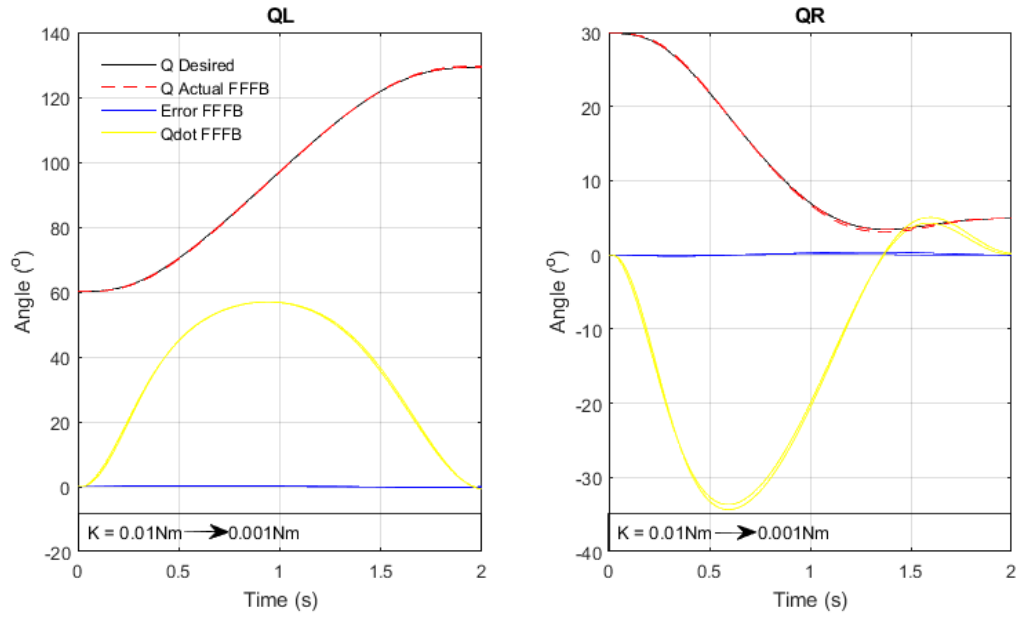 QL
140
120
100
80
60
40
20
0
-20
Angle (°)
Q Desired
Q Actual FFFB
Error FFFB
Qdot FFFB
K = 0.01Nm 0.001Nm
0 0.5 1 1.5 2
Time (s)
QR
30
20
10
0
-10
-20
-30
-40
Angle (°)
K = 0.01Nm 0.001Nm
0 0.5 1 1.5 2
Time (s)